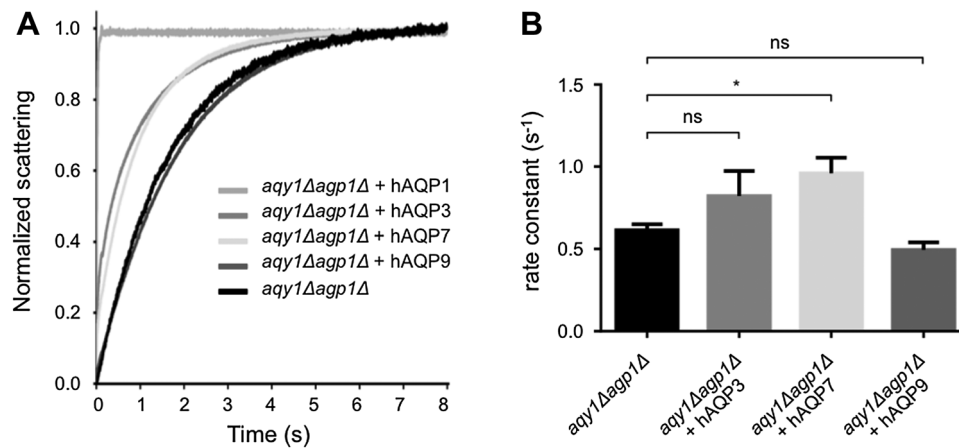 A
Normalized scattering
1.0
0.8
0.6
0.4
0.2
0.0
0 1 2 3 4 5 6 7 8
Time (s)
aqy1Δagp1Δ + hAQP1
aqy1Δagp1Δ + hAQP3
aqy1Δagp1Δ + hAQP7
aqy1Δagp1Δ + hAQP9
aqy1Δagp1Δ
B
ns
*
ns
rate constant (s-1)
1.5
1.0
0.5
0.0
aqy1Δagp1Δ
aqy1Δagp1Δ
+ hAQP3
aqy1Δagp1Δ
+ hAQP7
aqy1Δagp1Δ
+ hAQP9